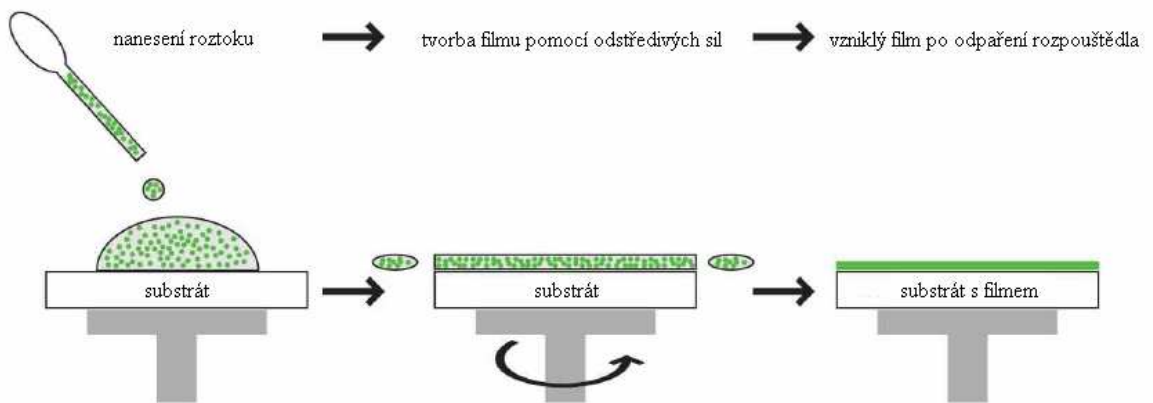 nanesení roztoku
tvorba filmu pomocí odstředivých sil
vzniklý film po odpaření rozpouštědla
substrát
substrát
substrát s filmem